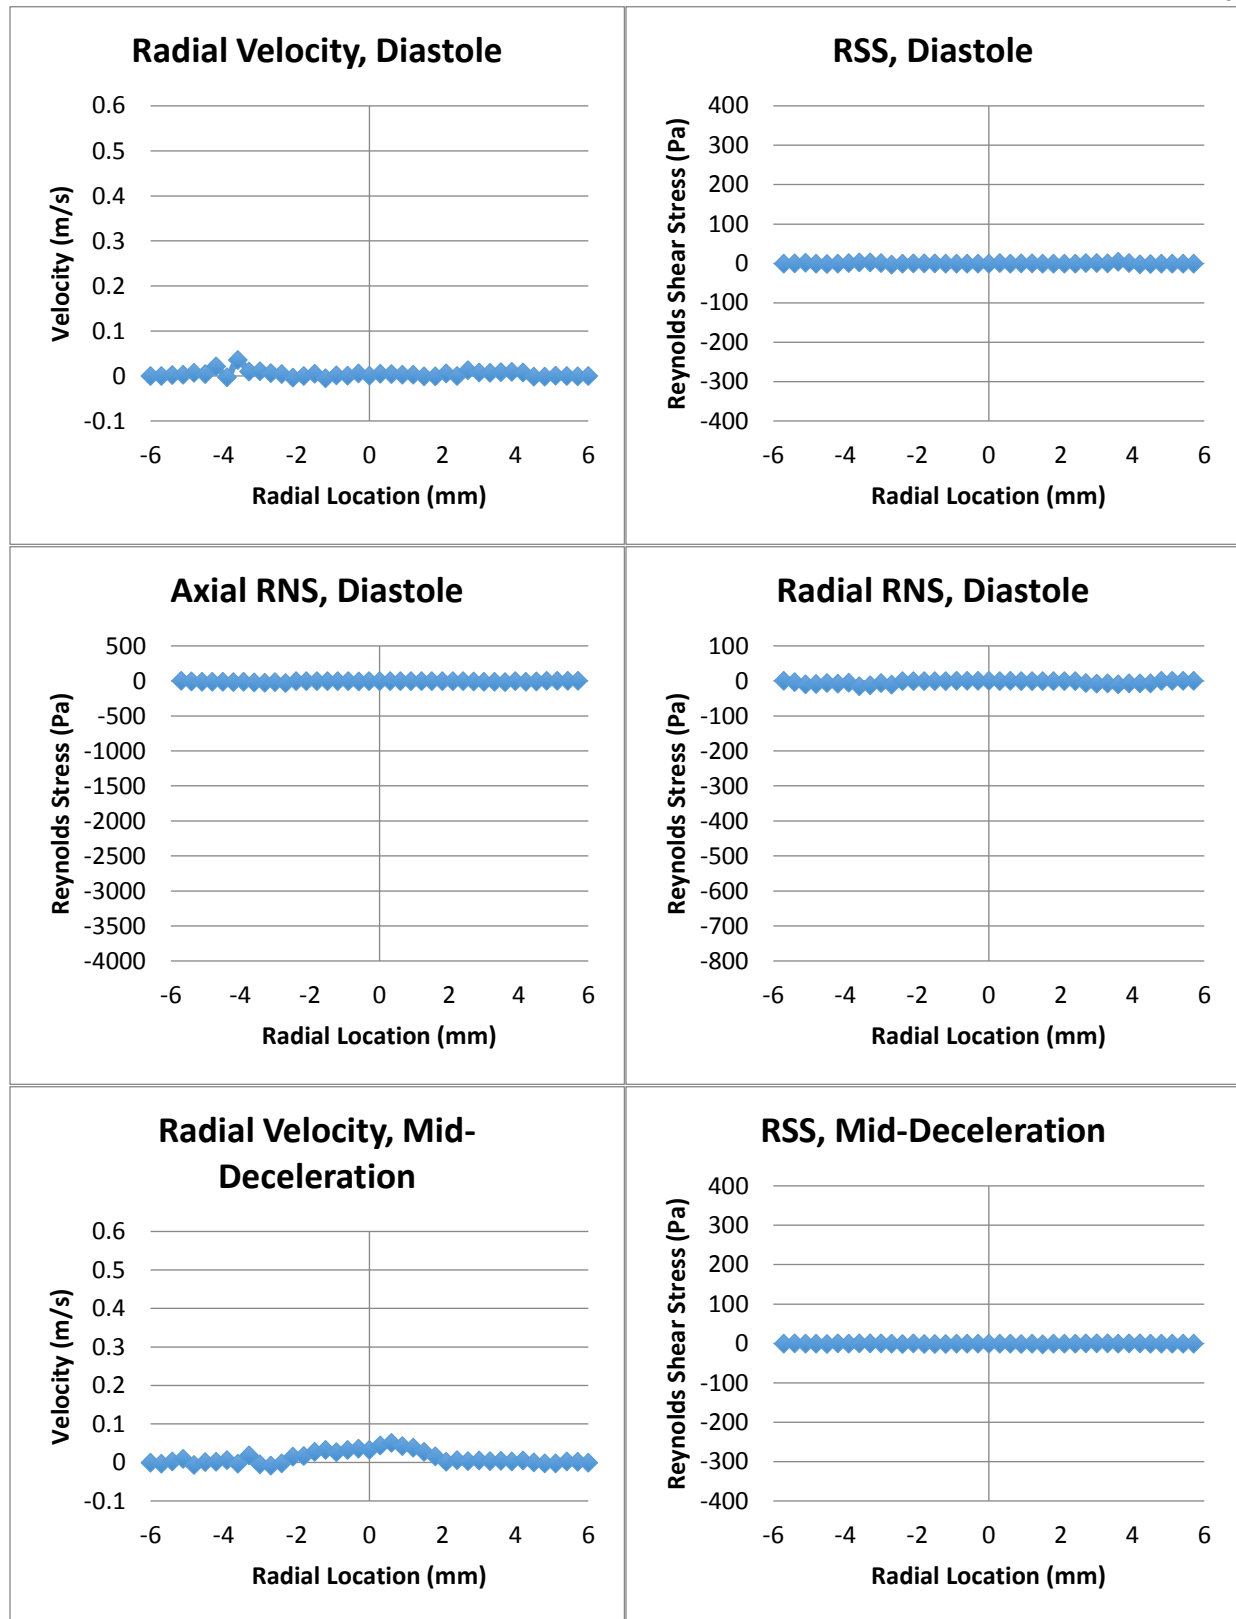 Radial Velocity, Diastole
0.6
0.5
0.4
0.3
0.2
0.1
0
-0.1
Velocity (m/s)
-6 -4 -2 0 2 4 6
Radial Location (mm)
RSS, Diastole
400
300
200
100
0
-100
-200
-300
-400
Reynolds Shear Stress (Pa)
-6 -4 -2 0 2 4 6
Radial Location (mm)
Axial RNS, Diastole
500
0
-500
-1000
-1500
-2000
-2500
-3000
-3500
-4000
Reynolds Stress (Pa)
-6 -4 -2 0 2 4 6
Radial Location (mm)
Radial RNS, Diastole
100
0
-100
-200
-300
-400
-500
-600
-700
-800
Reynolds Stress (Pa)
-6 -4 -2 0 2 4 6
Radial Location (mm)
Radial Velocity, Mid-
Deceleration
0.6
0.5
0.4
0.3
0.2
0.1
0
-0.1
Velocity (m/s)
-6 -4 -2 0 2 4 6
Radial Location (mm)
RSS, Mid-Deceleration
400
300
200
100
0
-100
-200
-300
-400
Reynolds Shear Stress (Pa)
-6 -4 -2 0 2 4 6
Radial Location (mm)